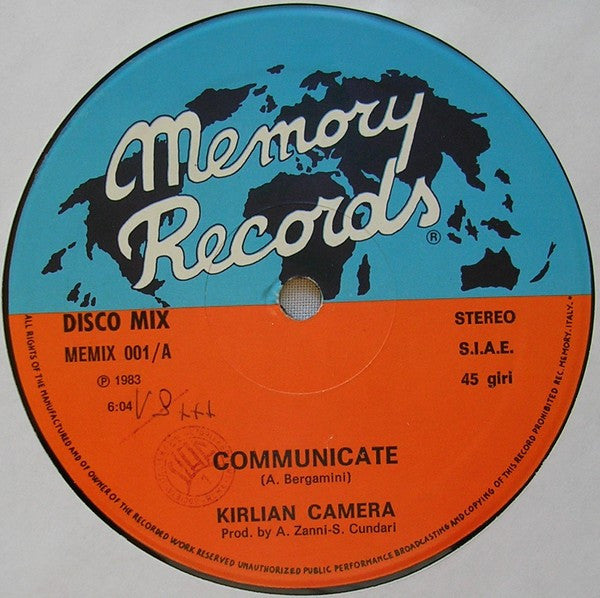 Memory
Records
®
DISCO MIX
MEMIX 001/A
℗ 1983
6:04
STEREO
S.I.A.E.
45 giri
COMMUNICATE
(A. Bergamini)
KIRLIAN CAMERA
Prod. by A. Zanni-S. Cundari
ALL RIGHTS OF THE MANUFACTURED AND OF OWNER OF THE RECORDED WORK RESERVED UNAUTHORIZED PUBLIC PERFORMANCE BROADCASTING AND COPYING OF THIS RECORD PROHIBITED REC. MEMORY. ITALY.